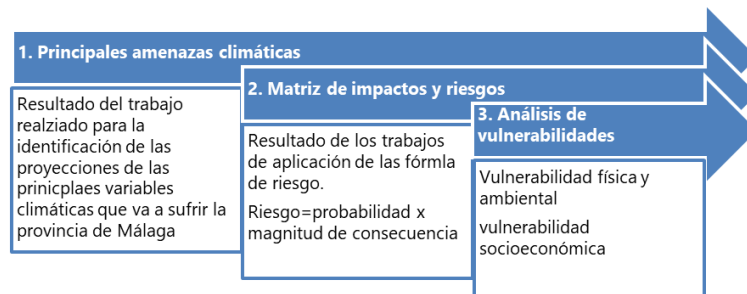 1. Principales amenazas climáticas
Resultado del trabajo
realziado para la
identificación de las
proyecciones de las
prinicplaes variables
climáticas que va a sufrir la
provincia de Málaga
2. Matriz de impactos y riesgos
Resultado de los trabajos
de aplicación de las fórmla
de riesgo.
Riesgo=probabilidad x
magnitud de consecuencia
3. Análisis de
vulnerabilidades
Vulnerabilidad física y
ambiental
vulnerabilidad
socioeconómica